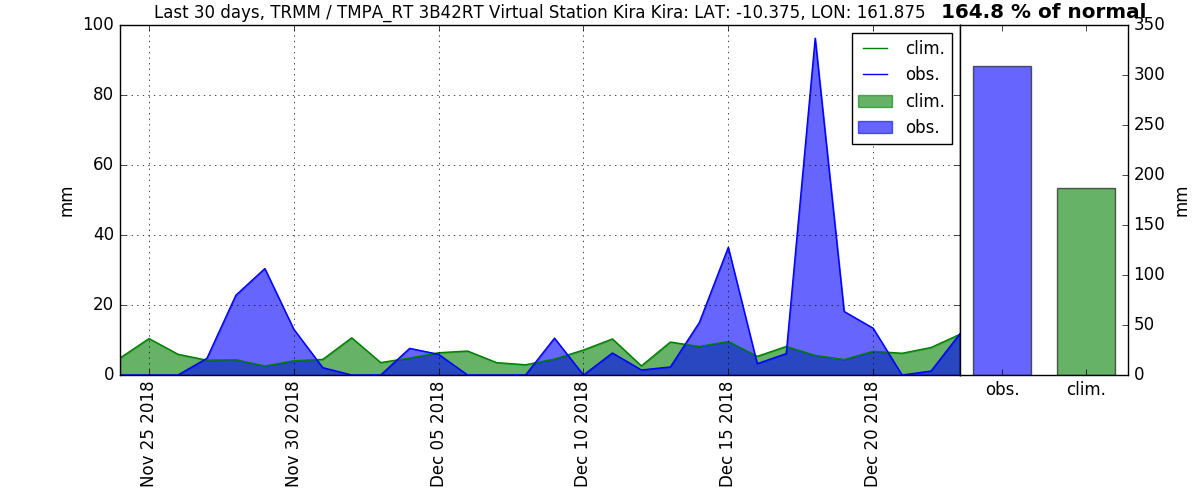 Last 30 days, TRMM / TMPA_RT 3B42RT Virtual Station Kira Kira: LAT: -10.375, LON: 161.875
164.8 % of normal
100
80
60
40
20
0
mm
clim.
obs.
clim.
obs.
350
300
250
200
150
100
50
0
mm
Nov 25 2018
Nov 30 2018
Dec 05 2018
Dec 10 2018
Dec 15 2018
Dec 20 2018
obs.
clim.